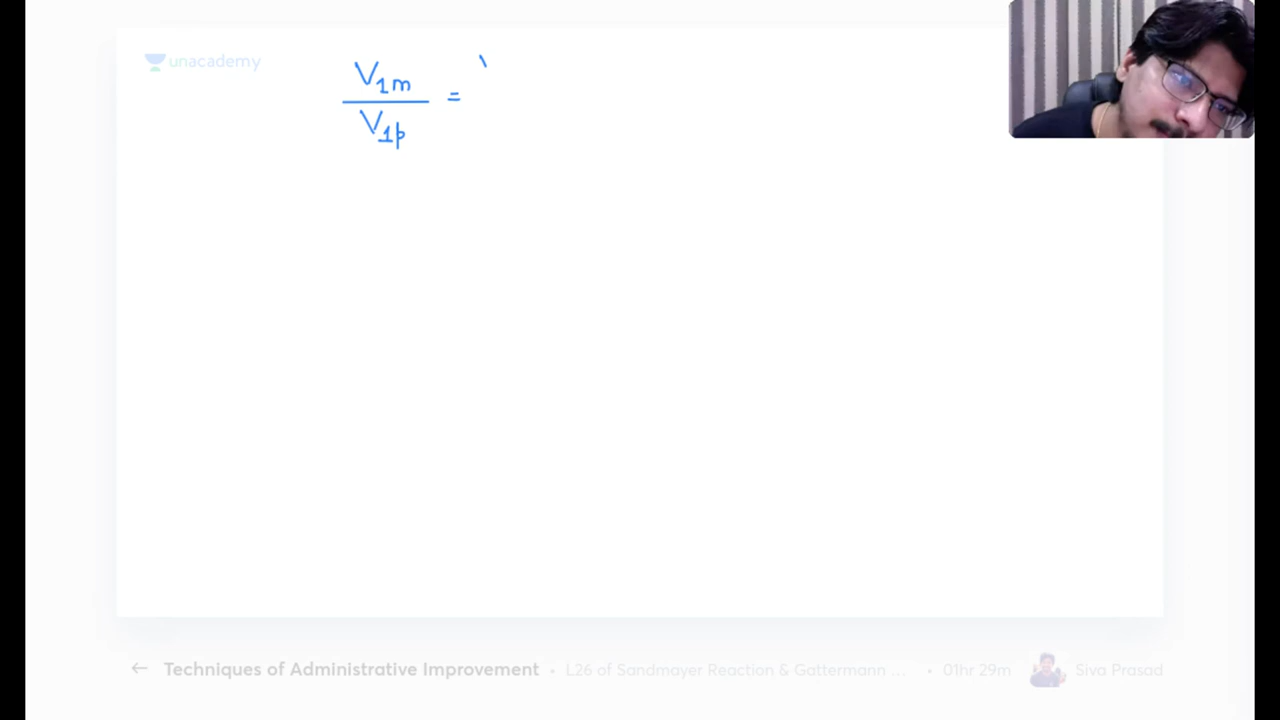 unacademy
V1m
=
V1p
← Techniques of Administrative Improvement • L26 of Sandmayer Reaction & Gattermann ... • 01hr 29m Siva Prasad